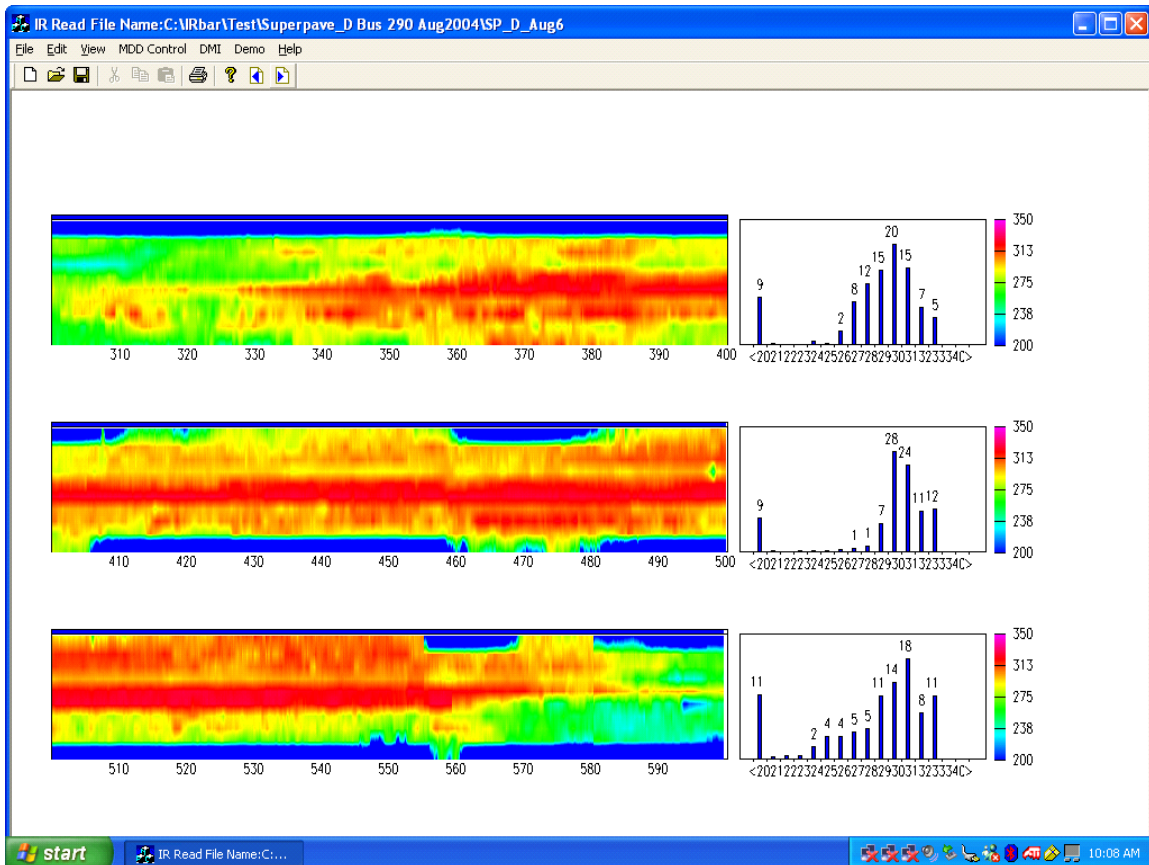 IR Read File Name:C:\IRbar\Test\Superpave_D Bus 290 Aug2004\SP_D_Aug6
File Edit View MDD Control DMI Demo Help
310 320 330 340 350 360 370 380 390 400
9 2 8 12 15 20 15 7 5
<202122232425262728293031323334C>
350
313
275
238
200
410 420 430 440 450 460 470 480 490 500
9 1 1 7 28 24 11 12
<202122232425262728293031323334C>
350
313
275
238
200
510 520 530 540 550 560 570 580 590
11 2 4 4 5 5 11 14 18 8 11
<202122232425262728293031323334C>
350
313
275
238
200
start
IR Read File Name:C:...
ATI
10:08 AM